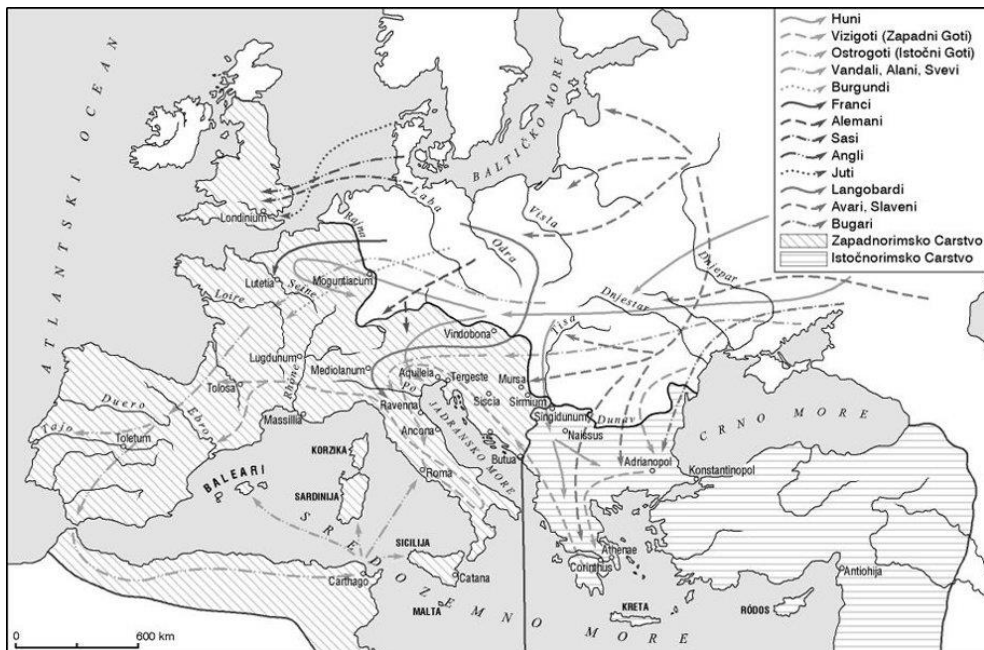 Huni
Vizigoti (Zapadni Goti)
Ostrogoti (Istočni Goti)
Vandali, Alani, Svevi
Burgundi
Franci
Alemani
Sasi
Angli
Juti
Langobardi
Avari, Slaveni
Bugari
Zapadnorimsko Carstvo
Istočnorimsko Carstvo
ATLANTSKI OCEAN
BALTIČKO MORE
Londinium
Rajna
Laba
Visla
Odra
Dnjepar
Dnjestar
Tisa
Lutetia
Seine
Moguntiacum
Loire
Vindobona
Lugdunum
Mediolanum
Aquileia
Tergeste
Mursa
Tolosa
Rhône
Po
Siscia
Sirmium
Singidunum
Dunav
Duero
Ebro
Massillia
Ravenna
JADRANSKO MORE
Naissus
CRNO MORE
Tajo
Toletum
Ancona
KORZIKA
Butua
Adrianopol
Konstantinopol
BALEARI
Roma
SARDINIJA
SREDOZEMNO MORE
SICILIJA
Athenae
Corinthus
Carthago
Catana
Antiohija
MALTA
KRETA
RÓDOS
0 600 km